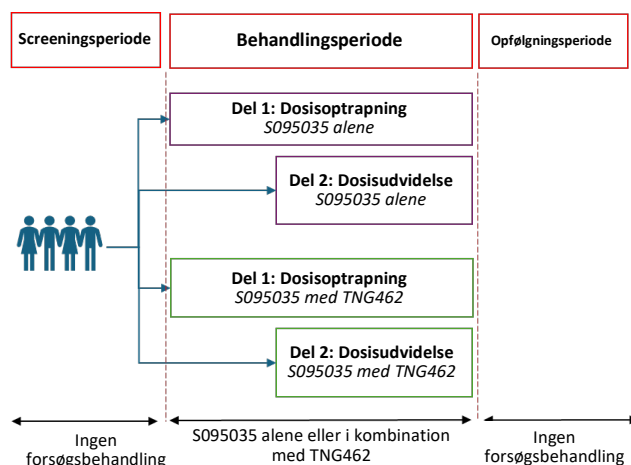 Screeningsperiode
Behandlingsperiode
Opfølgningsperiode
Del 1: Dosisoptrapning
S095035 alene
Del 2: Dosisudvidelse
S095035 alene
Del 1: Dosisoptrapning
S095035 med TNG462
Del 2: Dosisudvidelse
S095035 med TNG462
Ingen
forsøgsbehandling
S095035 alene eller i kombination
med TNG462
Ingen
forsøgsbehandling